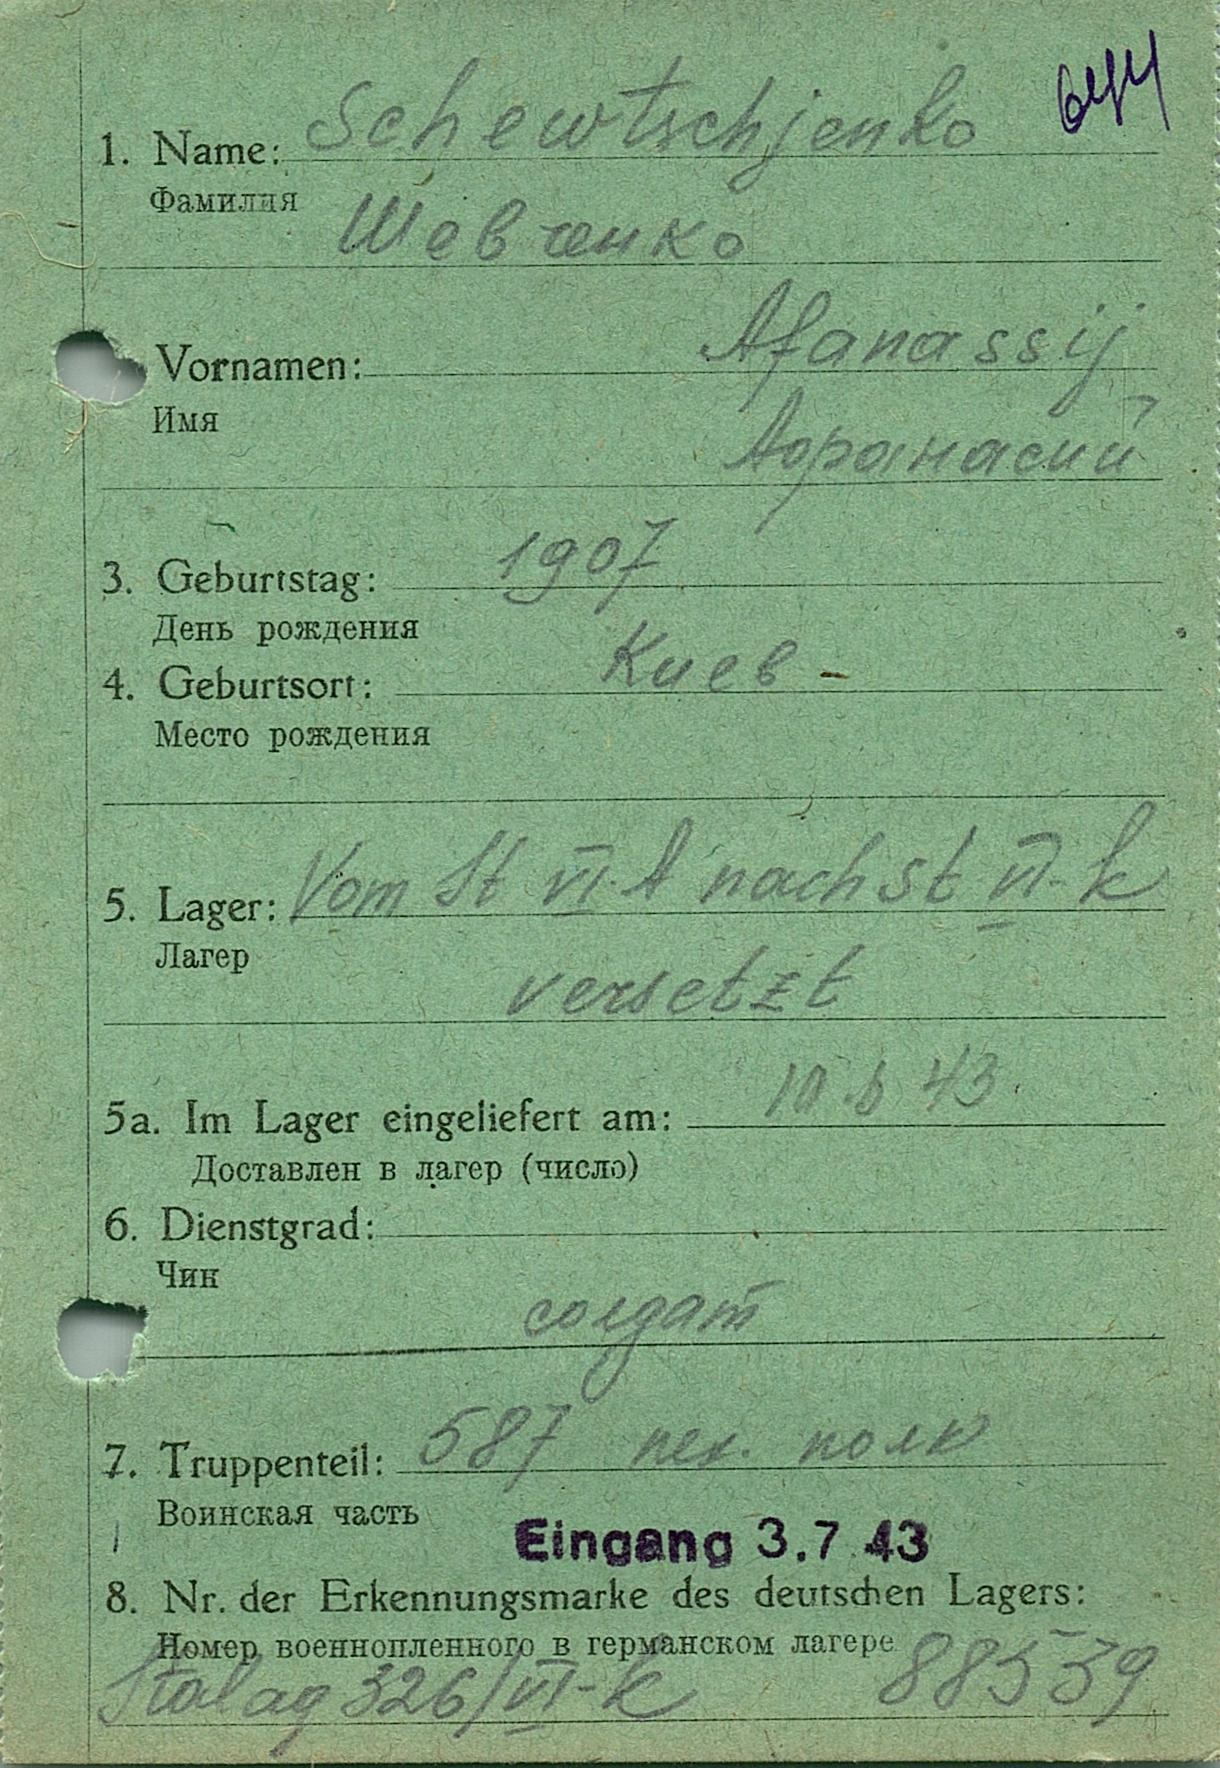 1. Name: Schewtschjenko
Фамилия
Шевченко
Vornamen: Afanassij
Имя
Афанасий
3. Geburtstag: 1907
День рождения
4. Geburtsort: Киев -
Место рождения
5. Lager: Vom St VI. A nach St. VI- k
Лагер
versetzt
5a. Im Lager eingeliefert am: 10.6 43.
Доставлен в лагер (число)
6. Dienstgrad:
Чин
солдат
7. Truppenteil: 587 пех. полк
Воинская часть
Eingang 3.7.43
8. Nr. der Erkennungsmarke des deutschen Lagers:
Номер военнопленного в германском лагере
Stalag 326/VI-k 88539